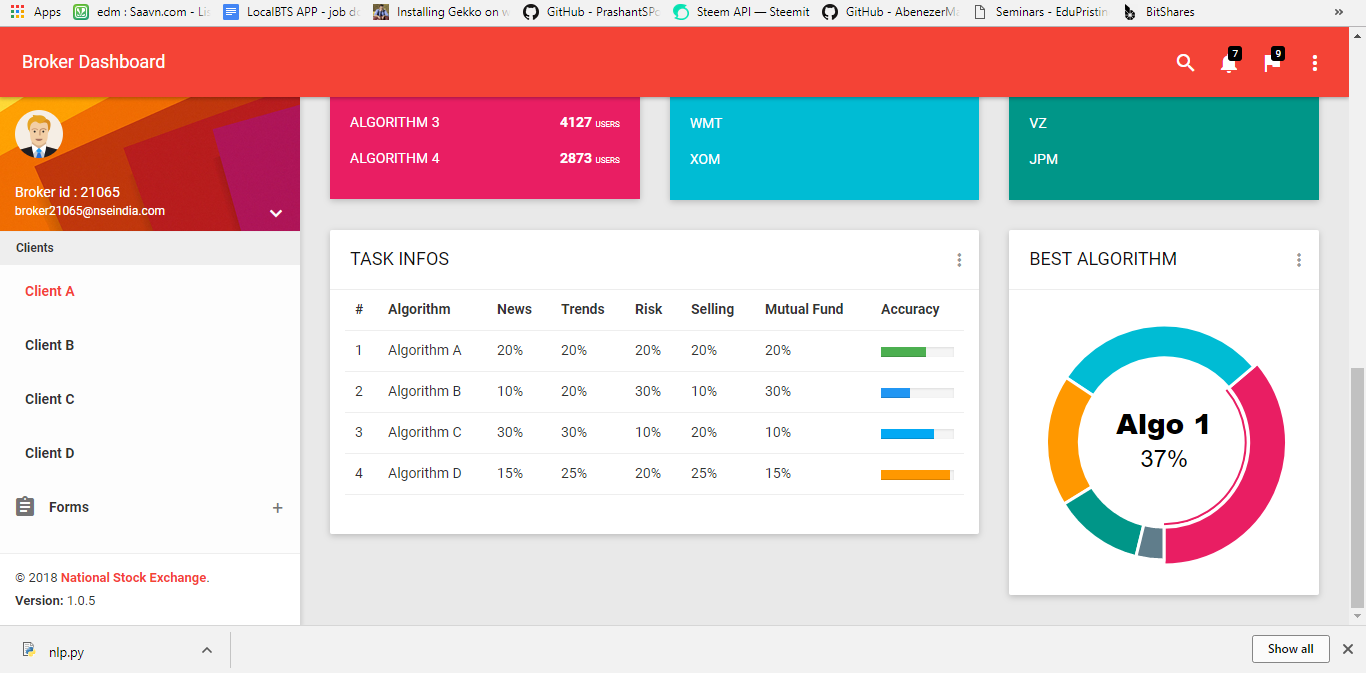 Apps edm : Saavn.com - Lis LocalBTS APP - job do Installing Gekko on w GitHub - PrashantSPc Steem API — Steemit GitHub - AbenezerMa Seminars - EduPristin BitShares »
Broker Dashboard 7 9
ALGORITHM 3 4127 USERS WMT VZ
ALGORITHM 4 2873 USERS XOM JPM
Broker id : 21065
broker21065@nseindia.com
Clients
Client A
Client B
Client C
Client D
Forms +
© 2018 National Stock Exchange.
Version: 1.0.5
TASK INFOS
# Algorithm News Trends Risk Selling Mutual Fund Accuracy
1 Algorithm A 20% 20% 20% 20% 20%
2 Algorithm B 10% 20% 30% 10% 30%
3 Algorithm C 30% 30% 10% 20% 10%
4 Algorithm D 15% 25% 20% 25% 15%
BEST ALGORITHM
Algo 1
37%
nlp.py Show all